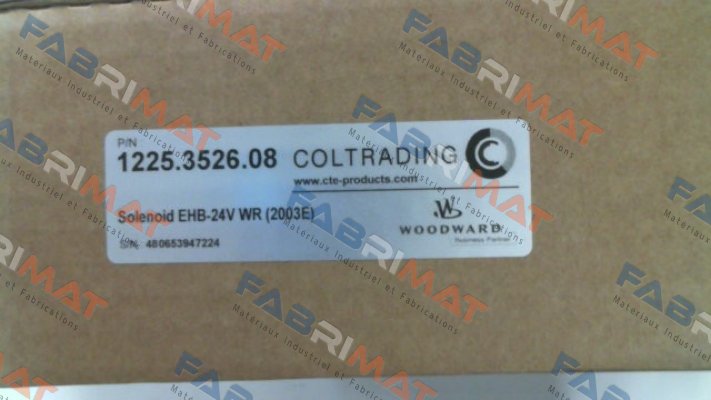 P/N
1225.3526.08 COLTRADING
www.cte-products.com
Solenoid EHB-24V WR (2003E)
WOODWARD
Business Partner
S/N: 480653947224
FABRIMAT
Matériaux Industriel et Fabrications